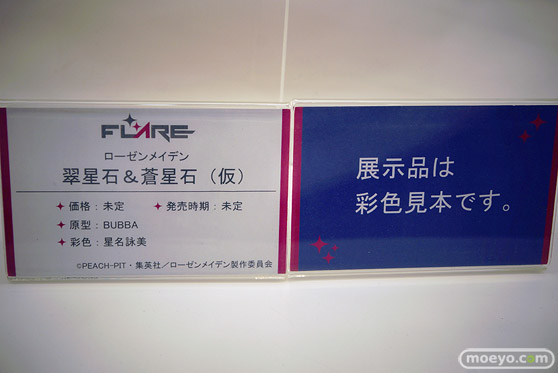 FLARE
ローゼンメイデン
翠星石&蒼星石（仮）
✦ 価格：未定 ✦ 発売時期：未定
✦ 原型：BUBBA
✦ 彩色：星名詠美
©PEACH-PIT・集英社／ローゼンメイデン製作委員会
展示品は
彩色見本です。
moeyo.com